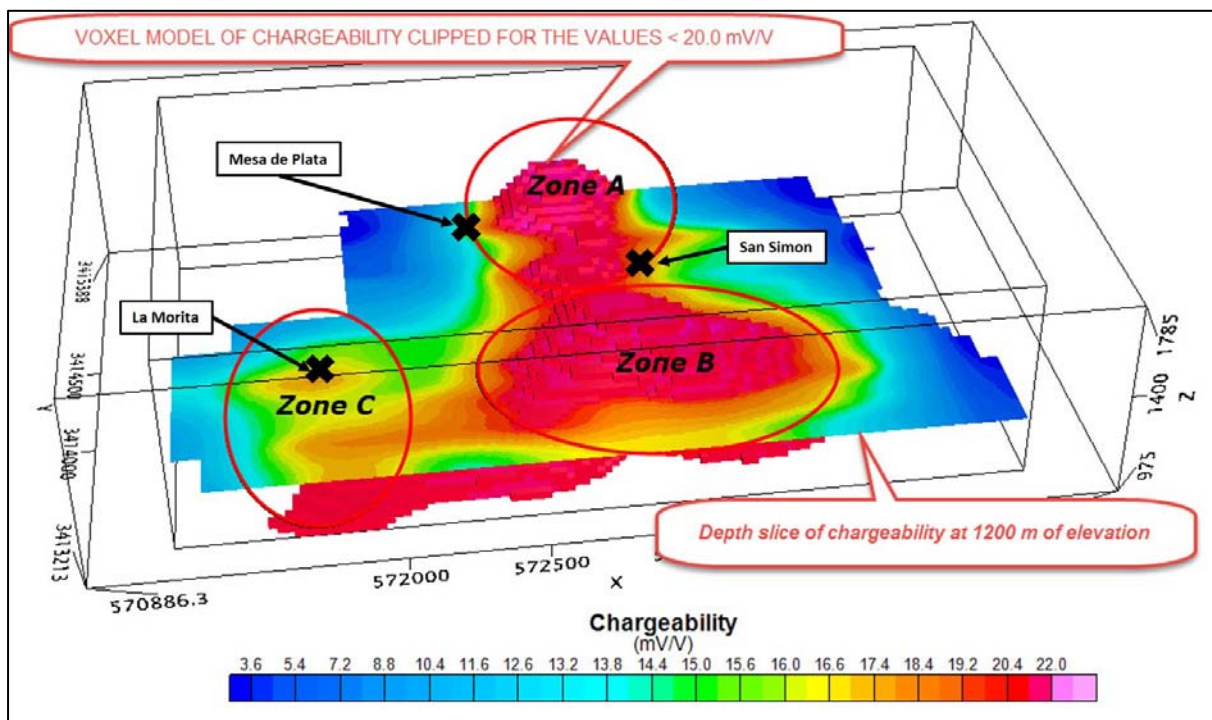 VOXEL MODEL OF CHARGEABILITY CLIPPED FOR THE VALUES < 20.0 mV/V
Mesa de Plata
Zone A
San Simon
La Morita
Zone B
Zone C
3415388
3414500
3414000
3413213
Y
1785
1400
Z
975
Depth slice of chargeability at 1200 m of elevation
570886.3
572000
572500
X
Chargeability
(mV/V)
3.6 5.4 7.2 8.8 10.4 11.6 12.6 13.2 13.8 14.4 15.0 15.6 16.0 16.6 17.4 18.4 19.2 20.4 22.0